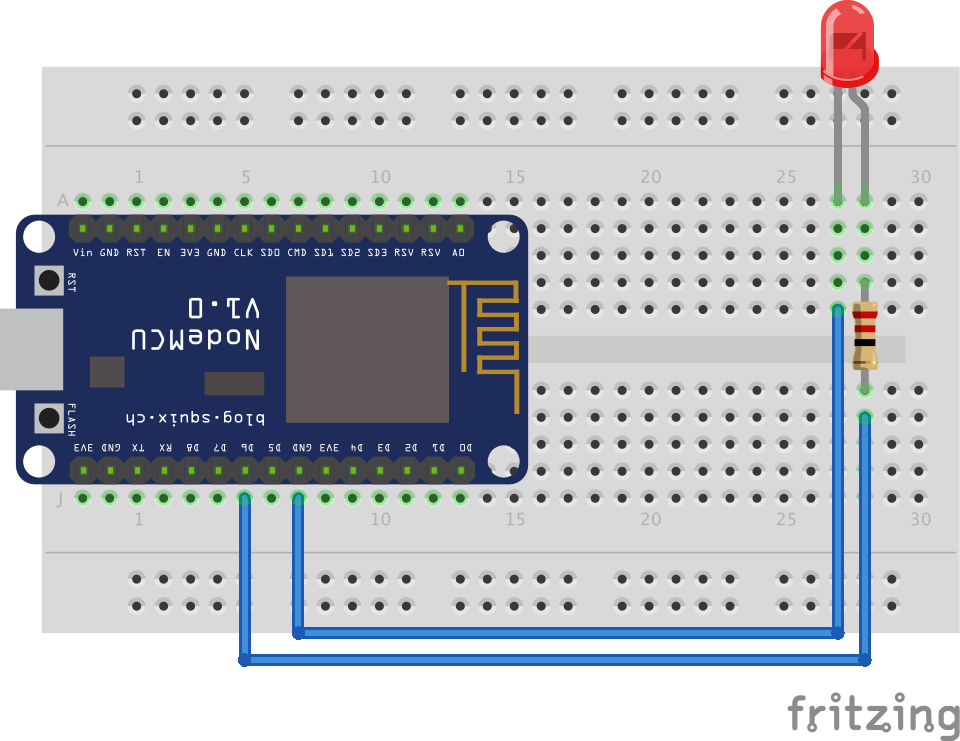 1 5 10 15 20 25 30
A
Vin GND RST EN 3V3 GND CLK SD0 CMD SD1 SD2 SD3 RSV RSV A0
RST
NodeMCU
V1.0
blog.squix.ch
FLASH
3V3 GND TX RX D8 D7 D6 D5 GND 3V3 D4 D3 D2 D1 D0
J
1 10 15 20 25 30
fritzing